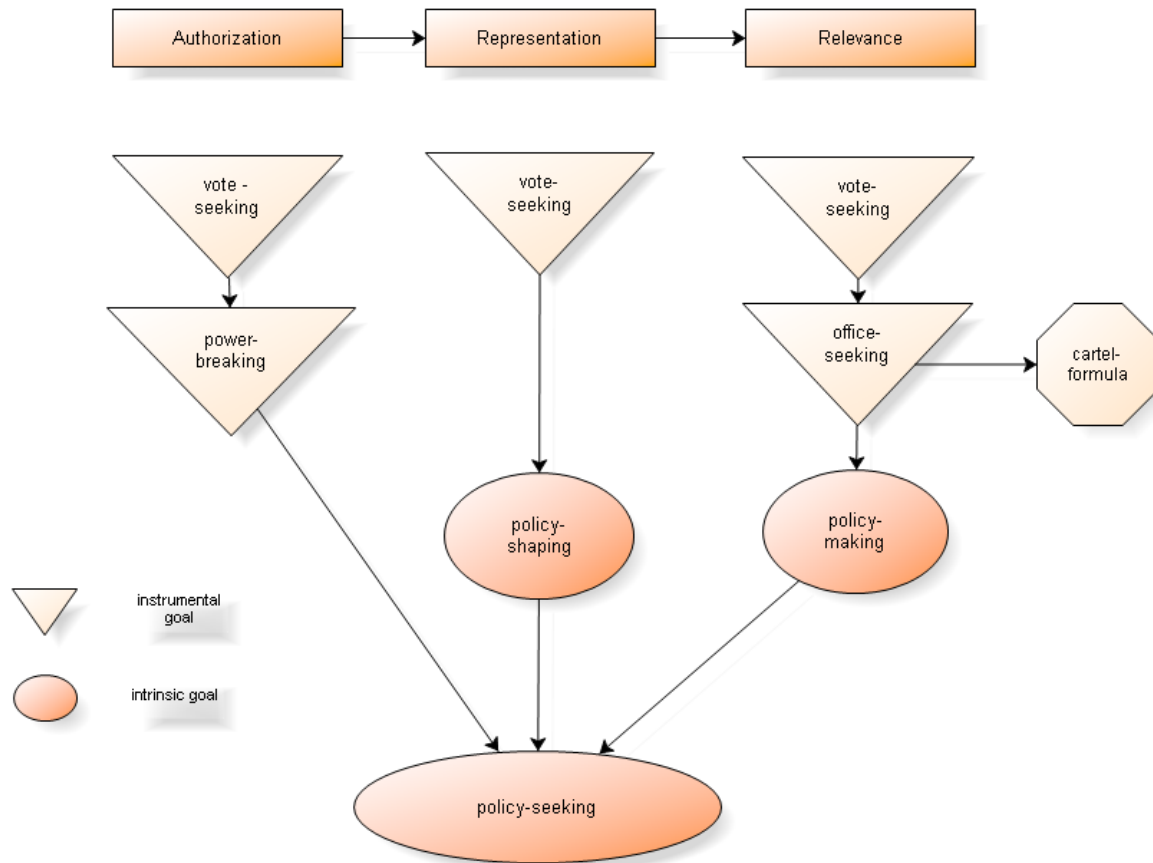 Authorization
Representation
Relevance
vote -
seeking
vote-
seeking
vote-
seeking
power-
breaking
office-
seeking
cartel-
formula
policy-
shaping
policy-
making
instrumental
goal
intrinsic goal
policy-seeking